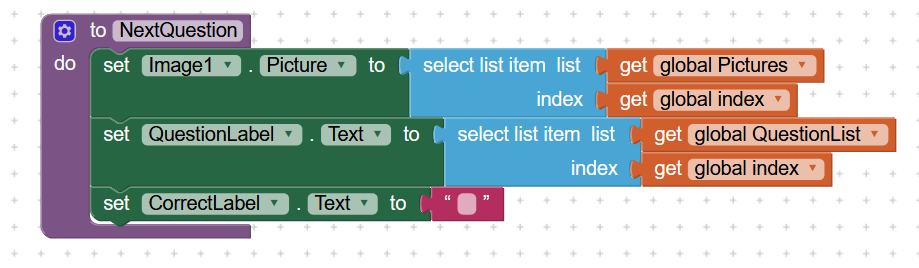 to NextQuestion
do set Image1 . Picture to select list item list get global Pictures
index get global index
set QuestionLabel . Text to select list item list get global QuestionList
index get global index
set CorrectLabel . Text to “ ”